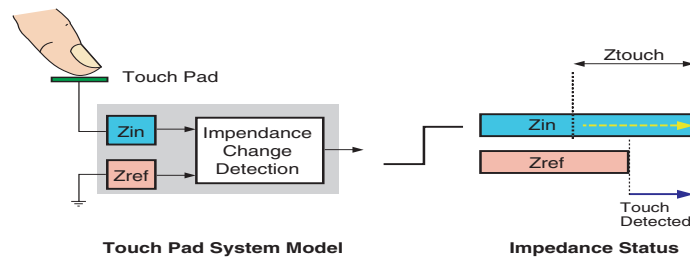 Touch Pad
Zin
Zref
Impendance
Change
Detection
Touch Pad System Model
Ztouch
Zin
Zref
Touch
Detected
Impedance Status